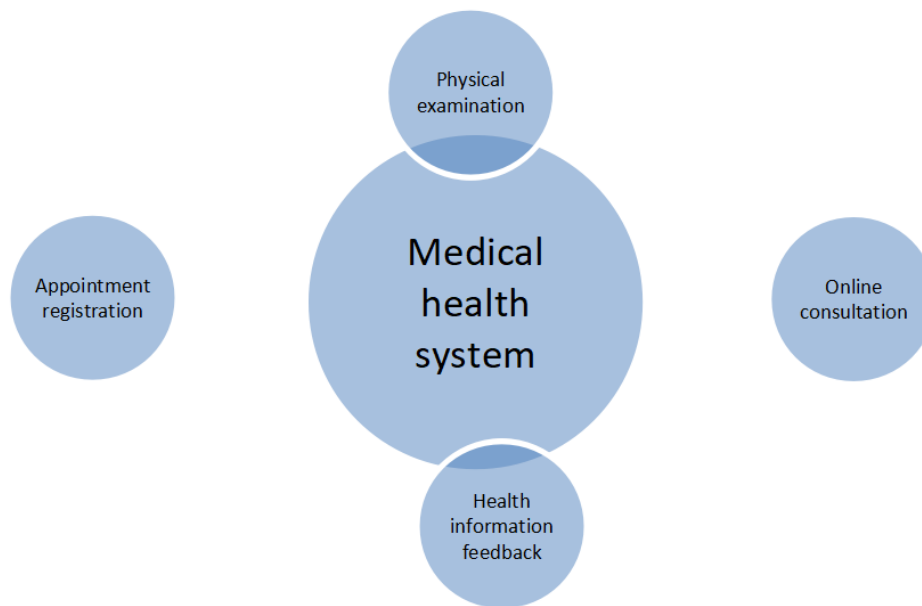 Physical
examination
Medical
health
system
Appointment
registration
Online
consultation
Health
information
feedback